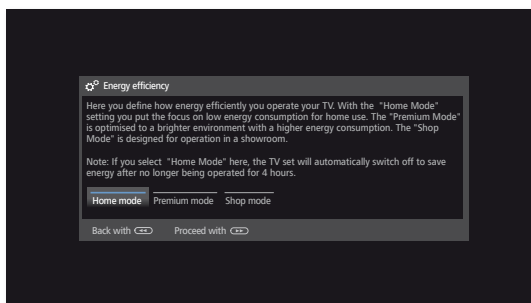 Energy efficiency
Here you define how energy efficiently you operate your TV. With the "Home Mode"
setting you put the focus on low energy consumption for home use. The "Premium Mode"
is optimised to a brighter environment with a higher energy consumption. The "Shop
Mode" is designed for operation in a showroom.
Note: If you select "Home Mode" here, the TV set will automatically switch off to save
energy after no longer being operated for 4 hours.
Home mode Premium mode Shop mode
Back with Proceed with